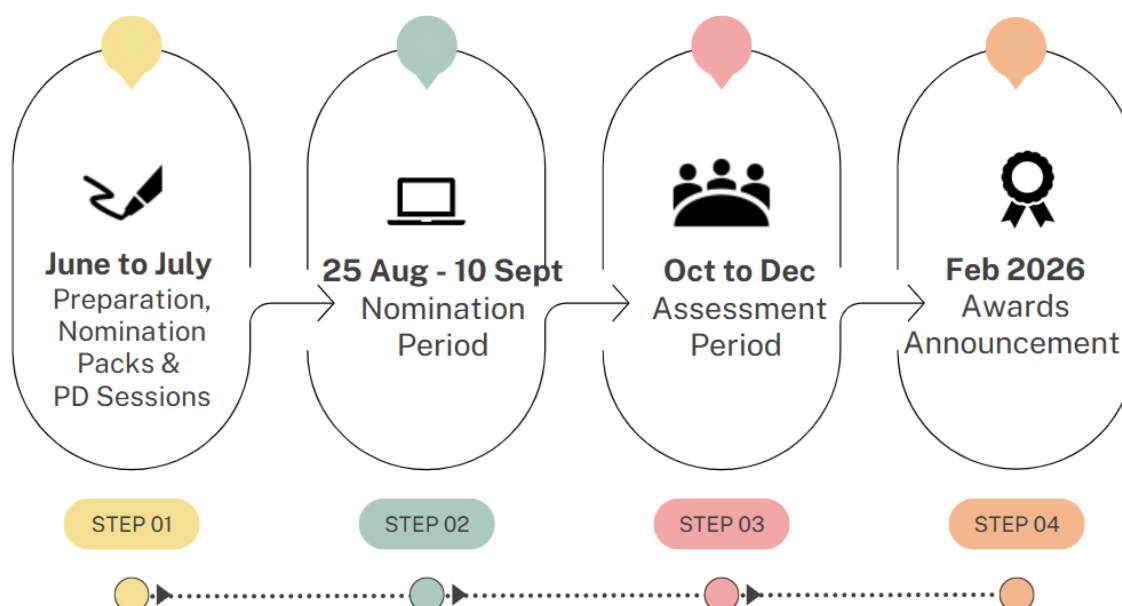 June to July
Preparation,
Nomination
Packs &
PD Sessions
25 Aug - 10 Sept
Nomination
Period
Oct to Dec
Assessment
Period
Feb 2026
Awards
Announcement
STEP 01
STEP 02
STEP 03
STEP 04